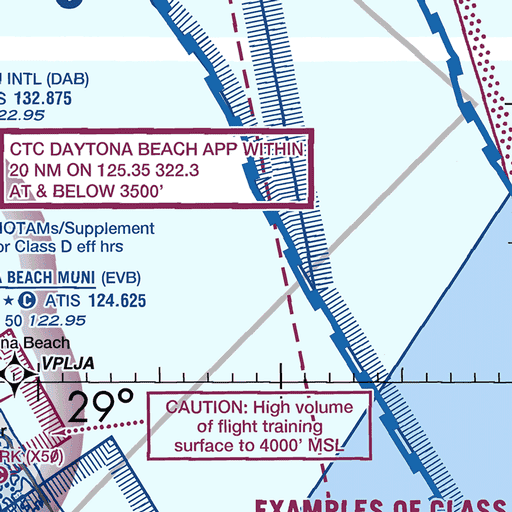 INTL (DAB)
132.875
22.95
CTC DAYTONA BEACH APP WITHIN
20 NM ON 125.35 322.3
AT & BELOW 3500'
NOTAMs/Supplement
or Class D eff hrs
BEACH MUNI (EVB)
★ C ATIS 124.625
50 122.95
na Beach
VPLJA
29°
CAUTION: High volume
of flight training
surface to 4000' MSL
RK (X50)
EXAMPLES OF CLASS